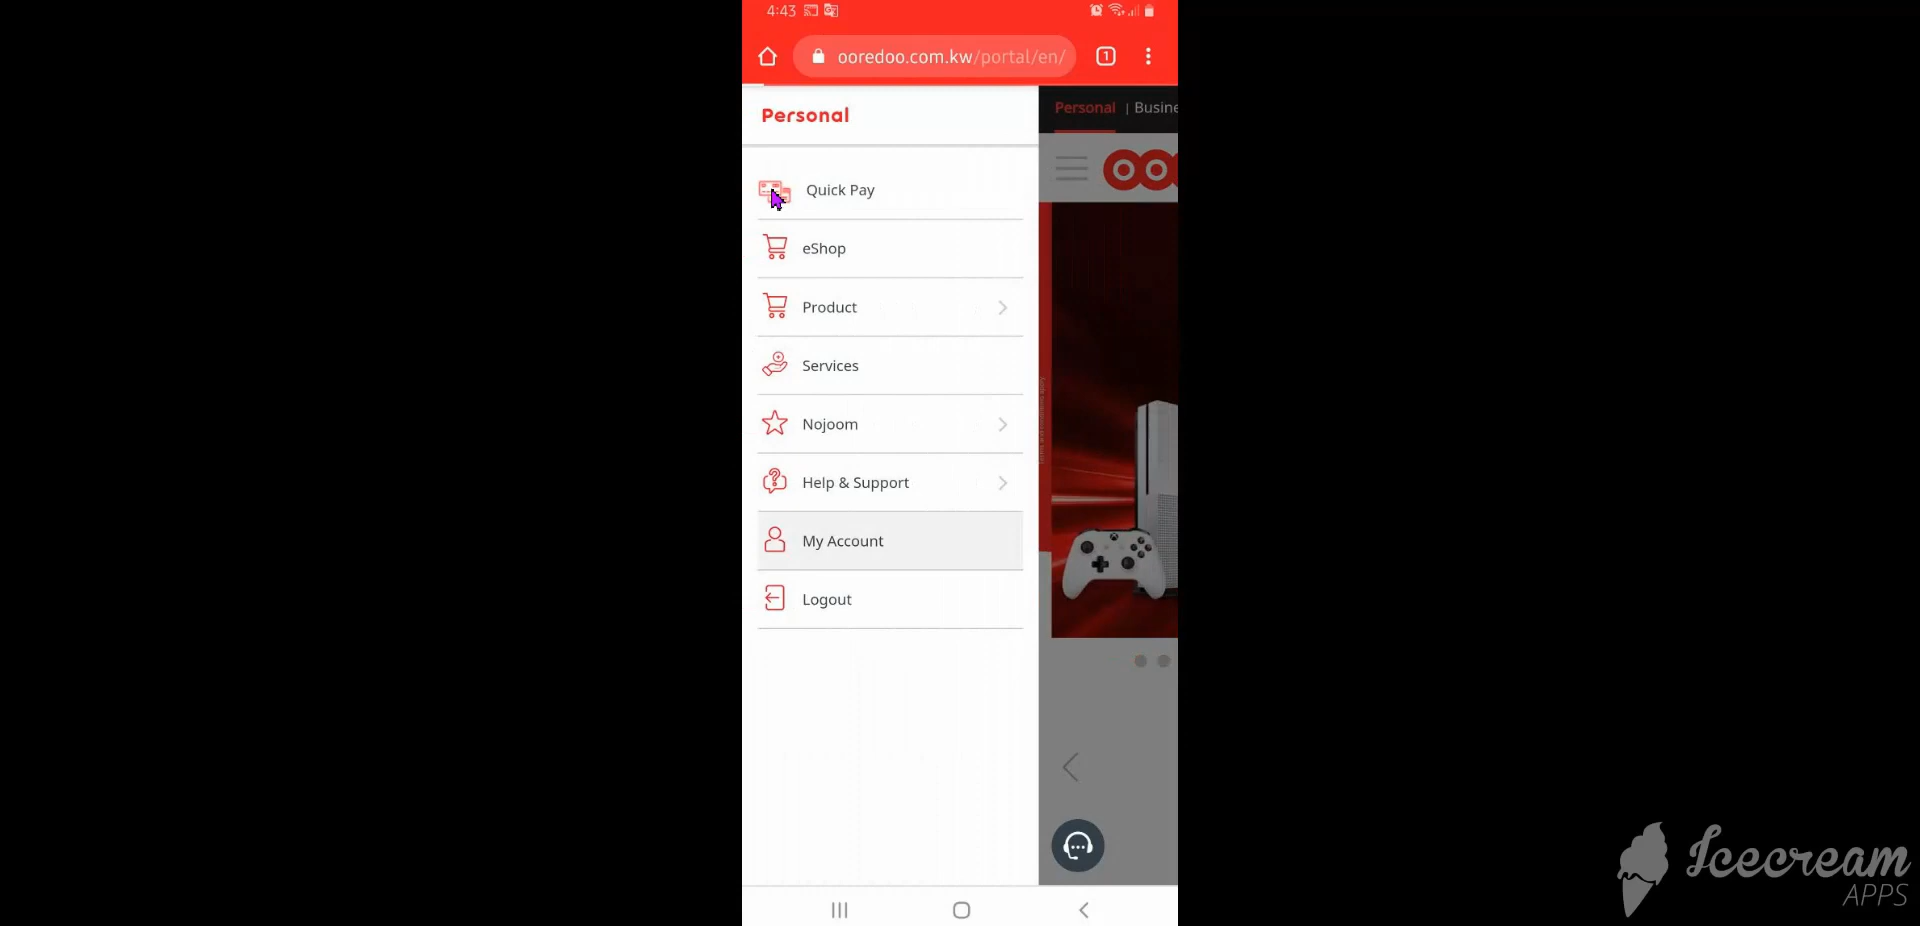 4:43
ooredoo.com.kw/portal/en/
1
Personal
Personal | Busine
Quick Pay
eShop
Product
Services
Nojoom
Help & Support
My Account
Logout
Icecream
APPS